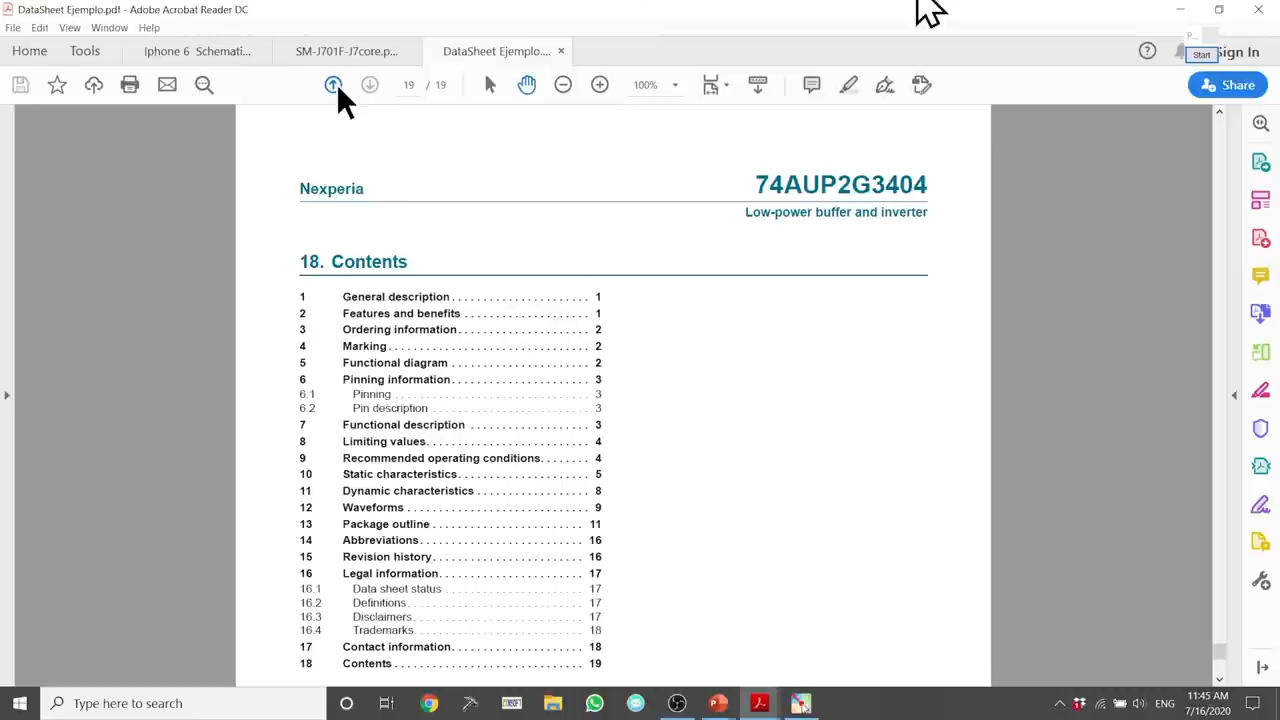 DataSheet Ejemplo.pdf - Adobe Acrobat Reader DC
File Edit View Window Help
Home Tools Iphone 6 Schemati... SM-J701F-J7core.p... DataSheet Ejemplo.... × Sign In
P...
Start
19 / 19 100% Share
Nexperia 74AUP2G3404
Low-power buffer and inverter
18. Contents
1 General description . . . . . . . . . . . . . . . . . . . . . . 1
2 Features and benefits . . . . . . . . . . . . . . . . . . . . 1
3 Ordering information . . . . . . . . . . . . . . . . . . . . . 2
4 Marking . . . . . . . . . . . . . . . . . . . . . . . . . . . . . . . . 2
5 Functional diagram . . . . . . . . . . . . . . . . . . . . . . 2
6 Pinning information . . . . . . . . . . . . . . . . . . . . . . 3
6.1 Pinning . . . . . . . . . . . . . . . . . . . . . . . . . . . . . . . 3
6.2 Pin description . . . . . . . . . . . . . . . . . . . . . . . . . 3
7 Functional description . . . . . . . . . . . . . . . . . . . 3
8 Limiting values . . . . . . . . . . . . . . . . . . . . . . . . . . 4
9 Recommended operating conditions . . . . . . . . 4
10 Static characteristics . . . . . . . . . . . . . . . . . . . . . 5
11 Dynamic characteristics . . . . . . . . . . . . . . . . . . 8
12 Waveforms . . . . . . . . . . . . . . . . . . . . . . . . . . . . . 9
13 Package outline . . . . . . . . . . . . . . . . . . . . . . . . 11
14 Abbreviations . . . . . . . . . . . . . . . . . . . . . . . . . . 16
15 Revision history . . . . . . . . . . . . . . . . . . . . . . . . 16
16 Legal information . . . . . . . . . . . . . . . . . . . . . . . 17
16.1 Data sheet status . . . . . . . . . . . . . . . . . . . . . . 17
16.2 Definitions . . . . . . . . . . . . . . . . . . . . . . . . . . . . 17
16.3 Disclaimers . . . . . . . . . . . . . . . . . . . . . . . . . . . 17
16.4 Trademarks . . . . . . . . . . . . . . . . . . . . . . . . . . . 18
17 Contact information . . . . . . . . . . . . . . . . . . . . . 18
18 Contents . . . . . . . . . . . . . . . . . . . . . . . . . . . . . . 19
Type here to search ENG 11:45 AM
7/16/2020